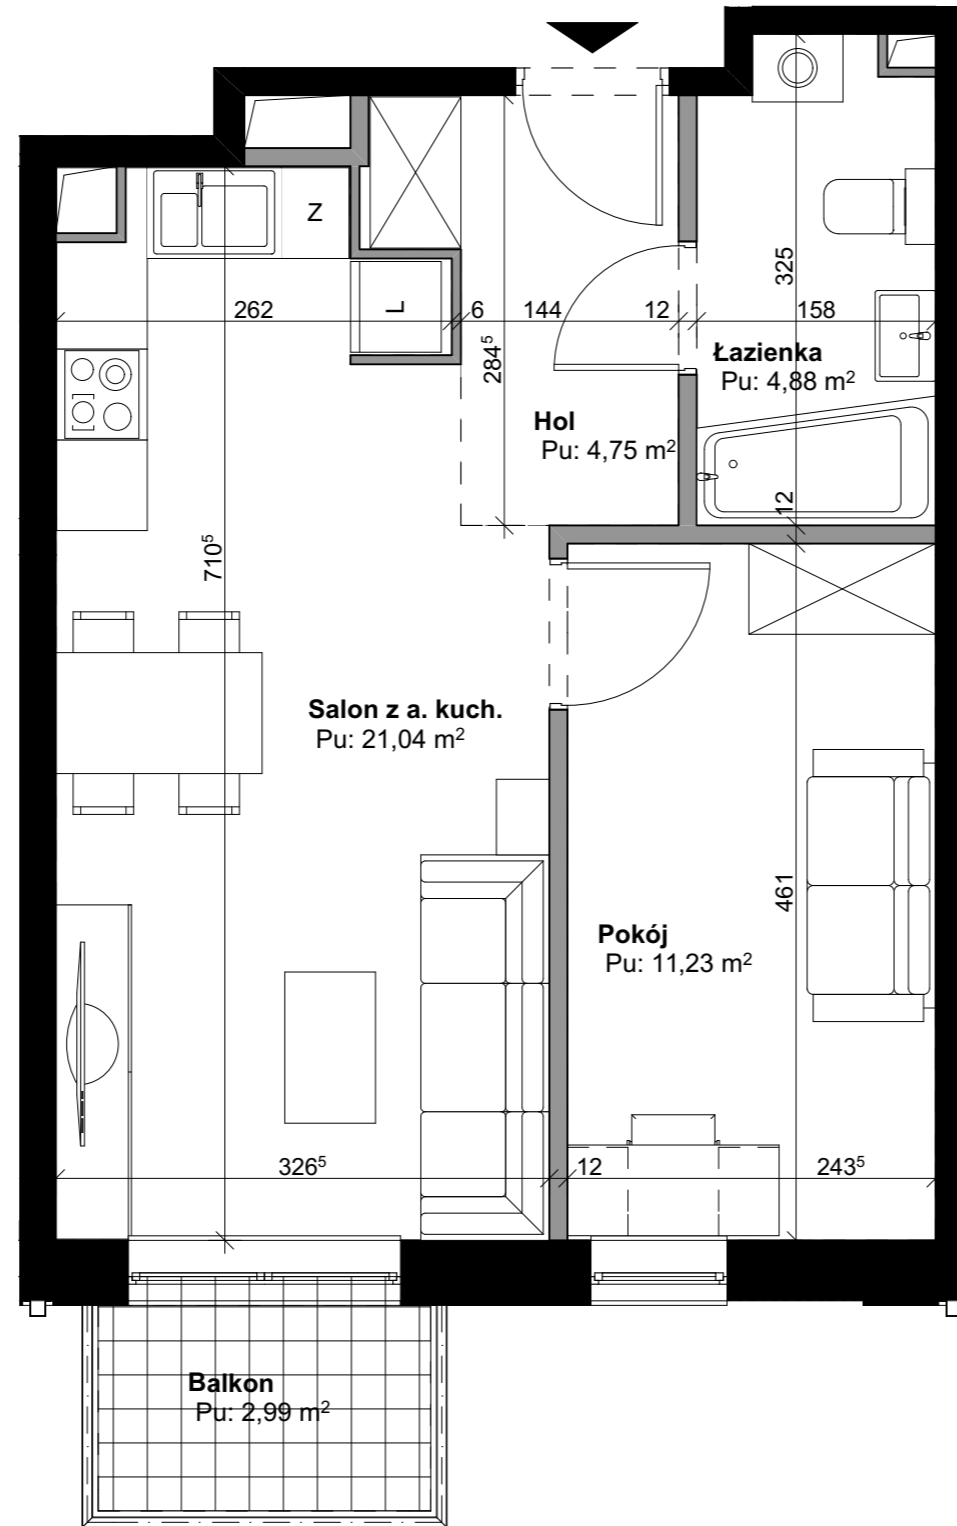 Z
L
262
6
144
12
158
325
284⁵
Łazienka
Pu: 4,88 m²
Hol
Pu: 4,75 m²
12
710⁵
Salon z a. kuch.
Pu: 21,04 m²
461
Pokój
Pu: 11,23 m²
326⁵
12
243⁵
Balkon
Pu: 2,99 m²